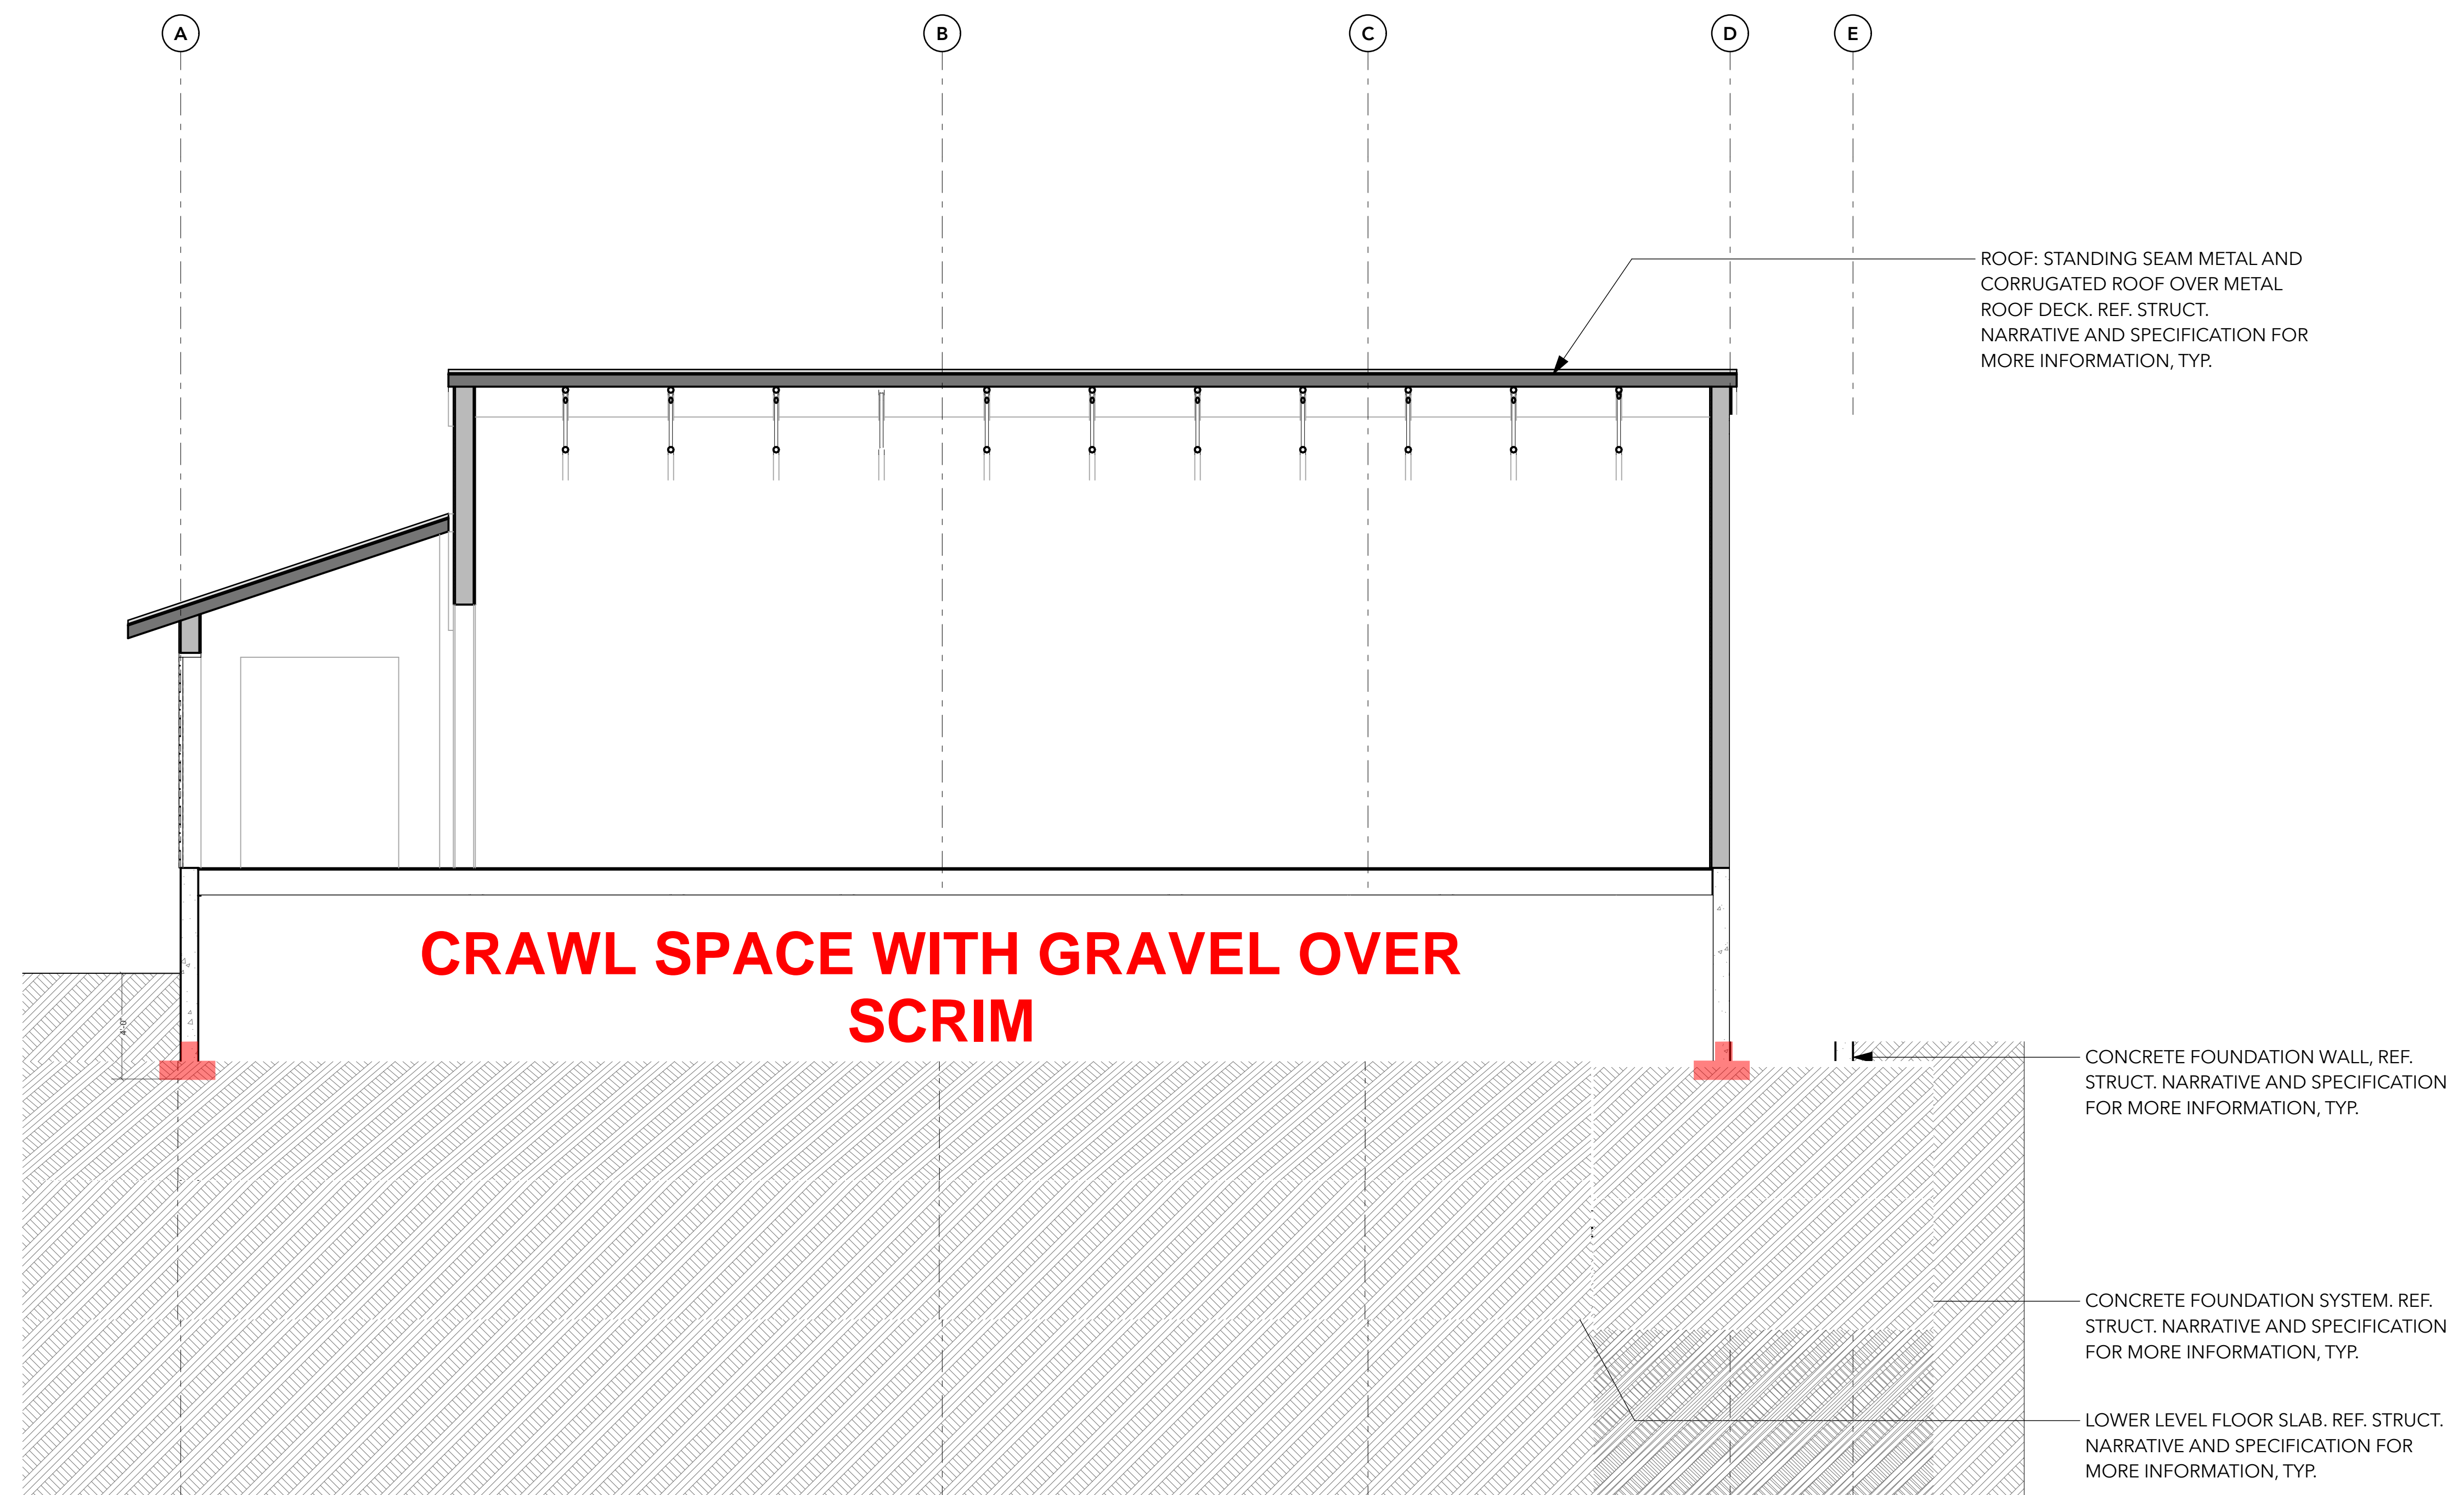 A
B
C
D
E
ROOF: STANDING SEAM METAL AND
CORRUGATED ROOF OVER METAL
ROOF DECK. REF. STRUCT.
NARRATIVE AND SPECIFICATION FOR
MORE INFORMATION, TYP.
CRAWL SPACE WITH GRAVEL OVER
SCRIM
4'-0"
CONCRETE FOUNDATION WALL, REF.
STRUCT. NARRATIVE AND SPECIFICATION
FOR MORE INFORMATION, TYP.
CONCRETE FOUNDATION SYSTEM. REF.
STRUCT. NARRATIVE AND SPECIFICATION
FOR MORE INFORMATION, TYP.
LOWER LEVEL FLOOR SLAB. REF. STRUCT.
NARRATIVE AND SPECIFICATION FOR
MORE INFORMATION, TYP.